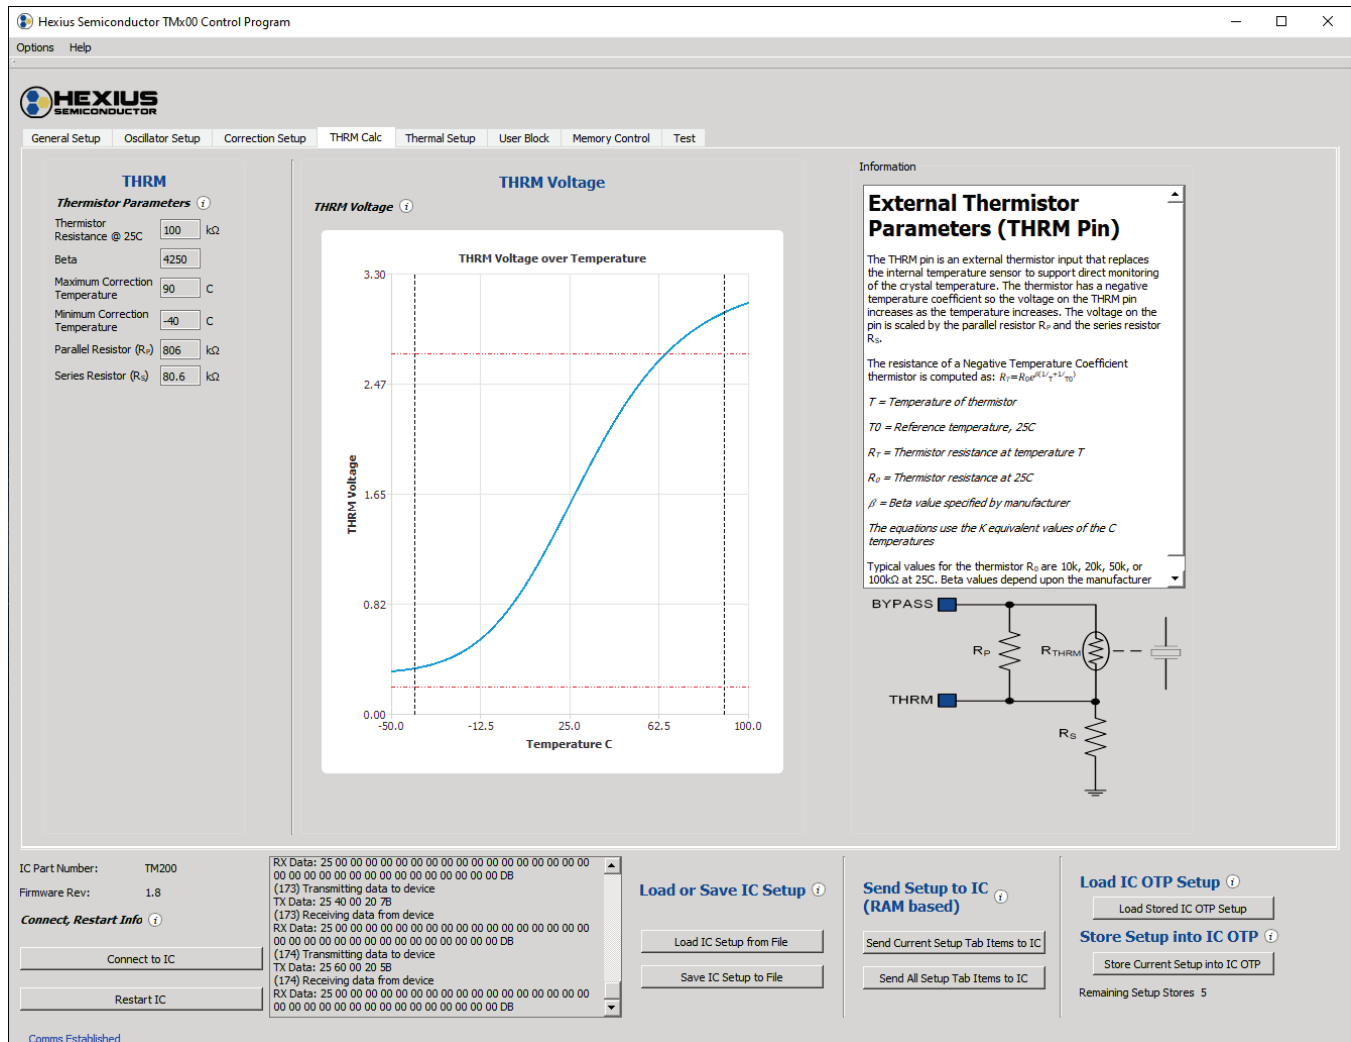 Hexius Semiconductor TMx00 Control Program
Options Help
HEXIUS
SEMICONDUCTOR
General Setup Oscillator Setup Correction Setup THRM Calc Thermal Setup User Block Memory Control Test
THRM
Thermistor Parameters i
Thermistor
Resistance @ 25C 100 kΩ
Beta 4250
Maximum Correction
Temperature 90 C
Minimum Correction
Temperature -40 C
Parallel Resistor (RP) 806 kΩ
Series Resistor (RS) 80.6 kΩ
THRM Voltage
THRM Voltage i
THRM Voltage over Temperature
3.30
2.47
1.65
0.82
0.00
THRM Voltage
-50.0 -12.5 25.0 62.5 100.0
Temperature C
Information
External Thermistor
Parameters (THRM Pin)
The THRM pin is an external thermistor input that replaces
the internal temperature sensor to support direct monitoring
of the crystal temperature. The thermistor has a negative
temperature coefficient so the voltage on the THRM pin
increases as the temperature increases. The voltage on the
pin is scaled by the parallel resistor RP and the series resistor
RS.
The resistance of a Negative Temperature Coefficient
thermistor is computed as: RT=R0eβ(1/T+1/T0)
T = Temperature of thermistor
T0 = Reference temperature, 25C
RT = Thermistor resistance at temperature T
R0 = Thermistor resistance at 25C
β = Beta value specified by manufacturer
The equations use the K equivalent values of the C
temperatures
Typical values for the thermistor R0 are 10k, 20k, 50k, or
100kΩ at 25C. Beta values depend upon the manufacturer
BYPASS
RP RTHRM
THRM
RS
IC Part Number: TM200
Firmware Rev: 1.8
Connect, Restart Info i
Connect to IC
Restart IC
RX Data: 25 00 00 00 00 00 00 00 00 00 00 00 00 00 00 00 00 00
00 00 00 00 00 00 00 00 00 00 00 00 00 00 00 DB
(173) Transmitting data to device
TX Data: 25 40 00 20 7B
(173) Receiving data from device
RX Data: 25 00 00 00 00 00 00 00 00 00 00 00 00 00 00 00 00 00
00 00 00 00 00 00 00 00 00 00 00 00 00 00 00 DB
(174) Transmitting data to device
TX Data: 25 60 00 20 5B
(174) Receiving data from device
RX Data: 25 00 00 00 00 00 00 00 00 00 00 00 00 00 00 00 00 00
00 00 00 00 00 00 00 00 00 00 00 00 00 00 00 DB
Load or Save IC Setup i
Load IC Setup from File
Save IC Setup to File
Send Setup to IC
(RAM based) i
Send Current Setup Tab Items to IC
Send All Setup Tab Items to IC
Load IC OTP Setup i
Load Stored IC OTP Setup
Store Setup into IC OTP i
Store Current Setup into IC OTP
Remaining Setup Stores 5
Comms Established